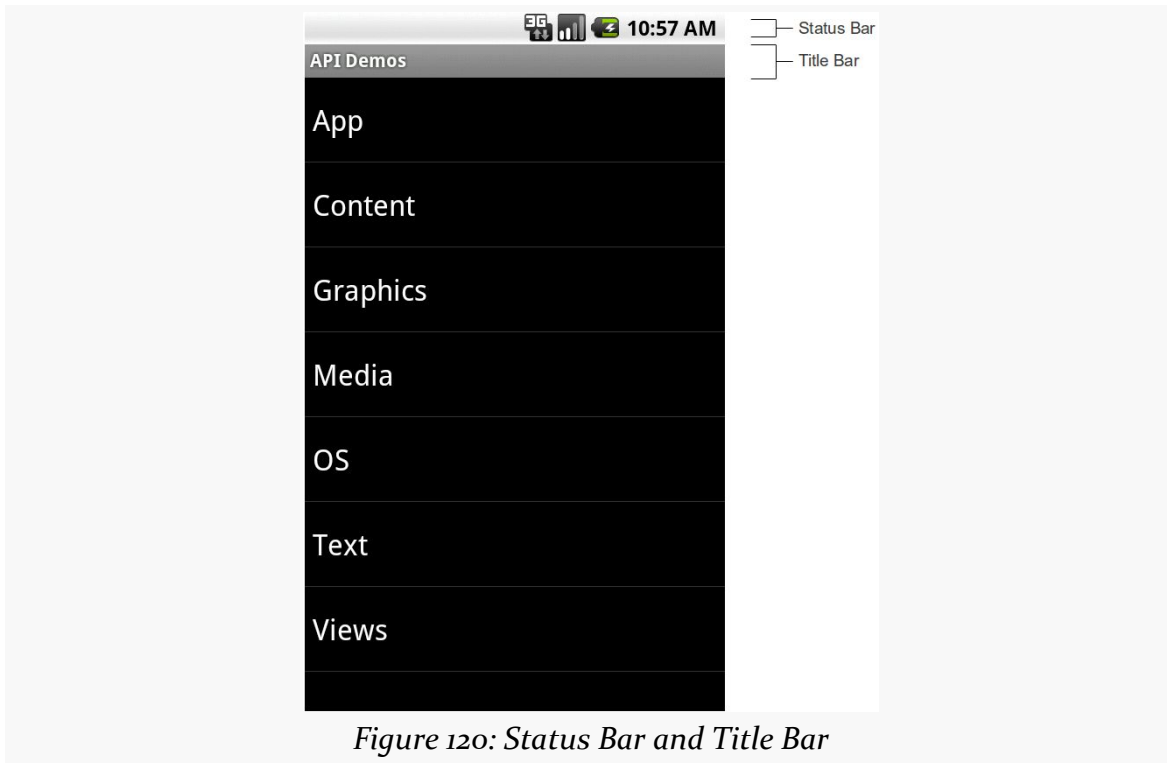 3G 10:57 AM
Status Bar
API Demos
Title Bar
App
Content
Graphics
Media
OS
Text
Views
Figure 120: Status Bar and Title Bar